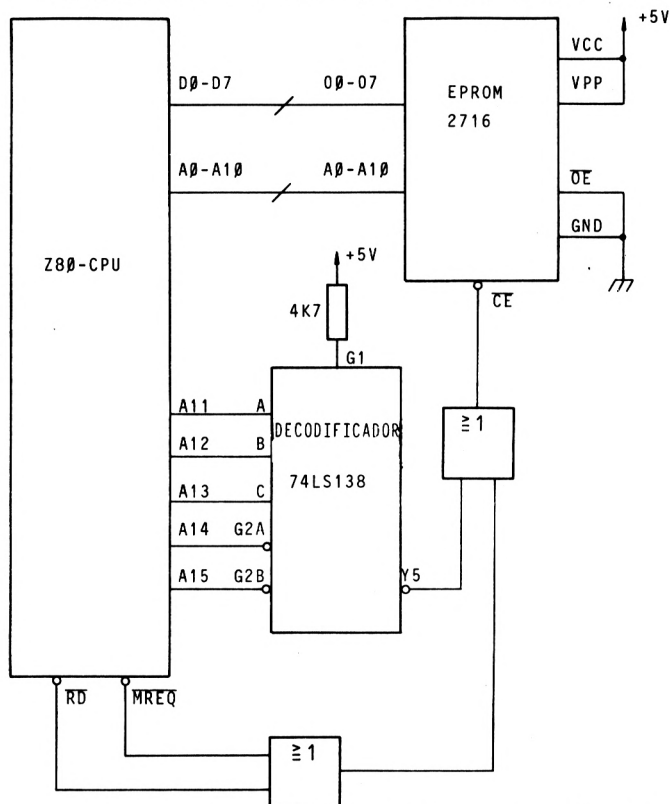 +5V
D0-D7 O0-O7
EPROM
2716
VCC
VPP
A0-A10 A0-A10
OE
GND
Z80-CPU
+5V
CE
4K7
G1
A11 A
A12 B
A13 C
A14 G2A
A15 G2B
DECODIFICADOR
74LS138
Y5
≧1
RD MREQ
≧1